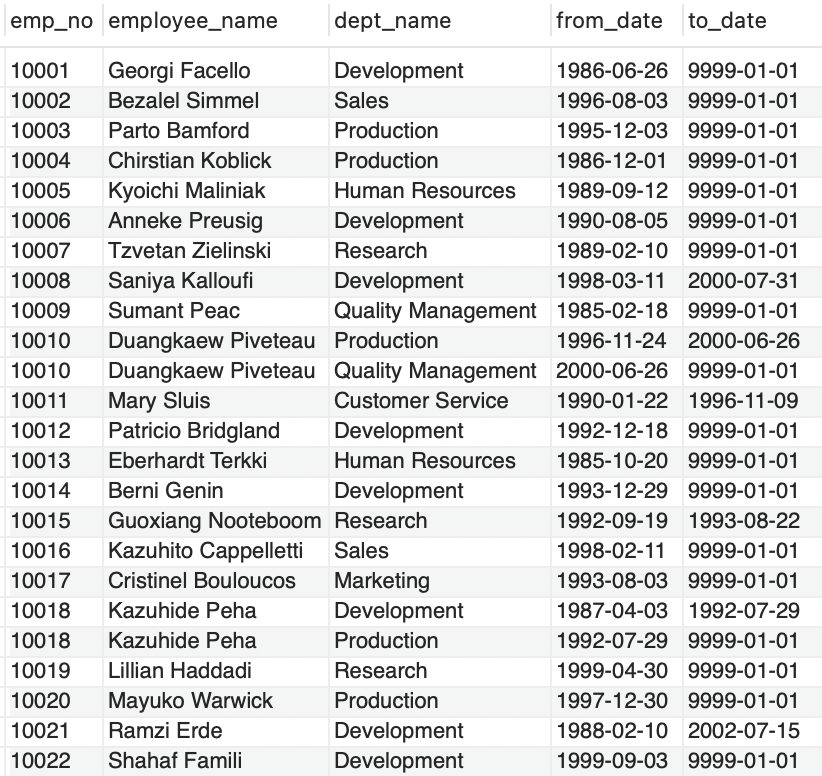 emp_no employee_name dept_name from_date to_date
10001 Georgi Facello Development 1986-06-26 9999-01-01
10002 Bezalel Simmel Sales 1996-08-03 9999-01-01
10003 Parto Bamford Production 1995-12-03 9999-01-01
10004 Chirstian Koblick Production 1986-12-01 9999-01-01
10005 Kyoichi Maliniak Human Resources 1989-09-12 9999-01-01
10006 Anneke Preusig Development 1990-08-05 9999-01-01
10007 Tzvetan Zielinski Research 1989-02-10 9999-01-01
10008 Saniya Kalloufi Development 1998-03-11 2000-07-31
10009 Sumant Peac Quality Management 1985-02-18 9999-01-01
10010 Duangkaew Piveteau Production 1996-11-24 2000-06-26
10010 Duangkaew Piveteau Quality Management 2000-06-26 9999-01-01
10011 Mary Sluis Customer Service 1990-01-22 1996-11-09
10012 Patricio Bridgland Development 1992-12-18 9999-01-01
10013 Eberhardt Terkki Human Resources 1985-10-20 9999-01-01
10014 Berni Genin Development 1993-12-29 9999-01-01
10015 Guoxiang Nooteboom Research 1992-09-19 1993-08-22
10016 Kazuhito Cappelletti Sales 1998-02-11 9999-01-01
10017 Cristinel Bouloucos Marketing 1993-08-03 9999-01-01
10018 Kazuhide Peha Development 1987-04-03 1992-07-29
10018 Kazuhide Peha Production 1992-07-29 9999-01-01
10019 Lillian Haddadi Research 1999-04-30 9999-01-01
10020 Mayuko Warwick Production 1997-12-30 9999-01-01
10021 Ramzi Erde Development 1988-02-10 2002-07-15
10022 Shahaf Famili Development 1999-09-03 9999-01-01